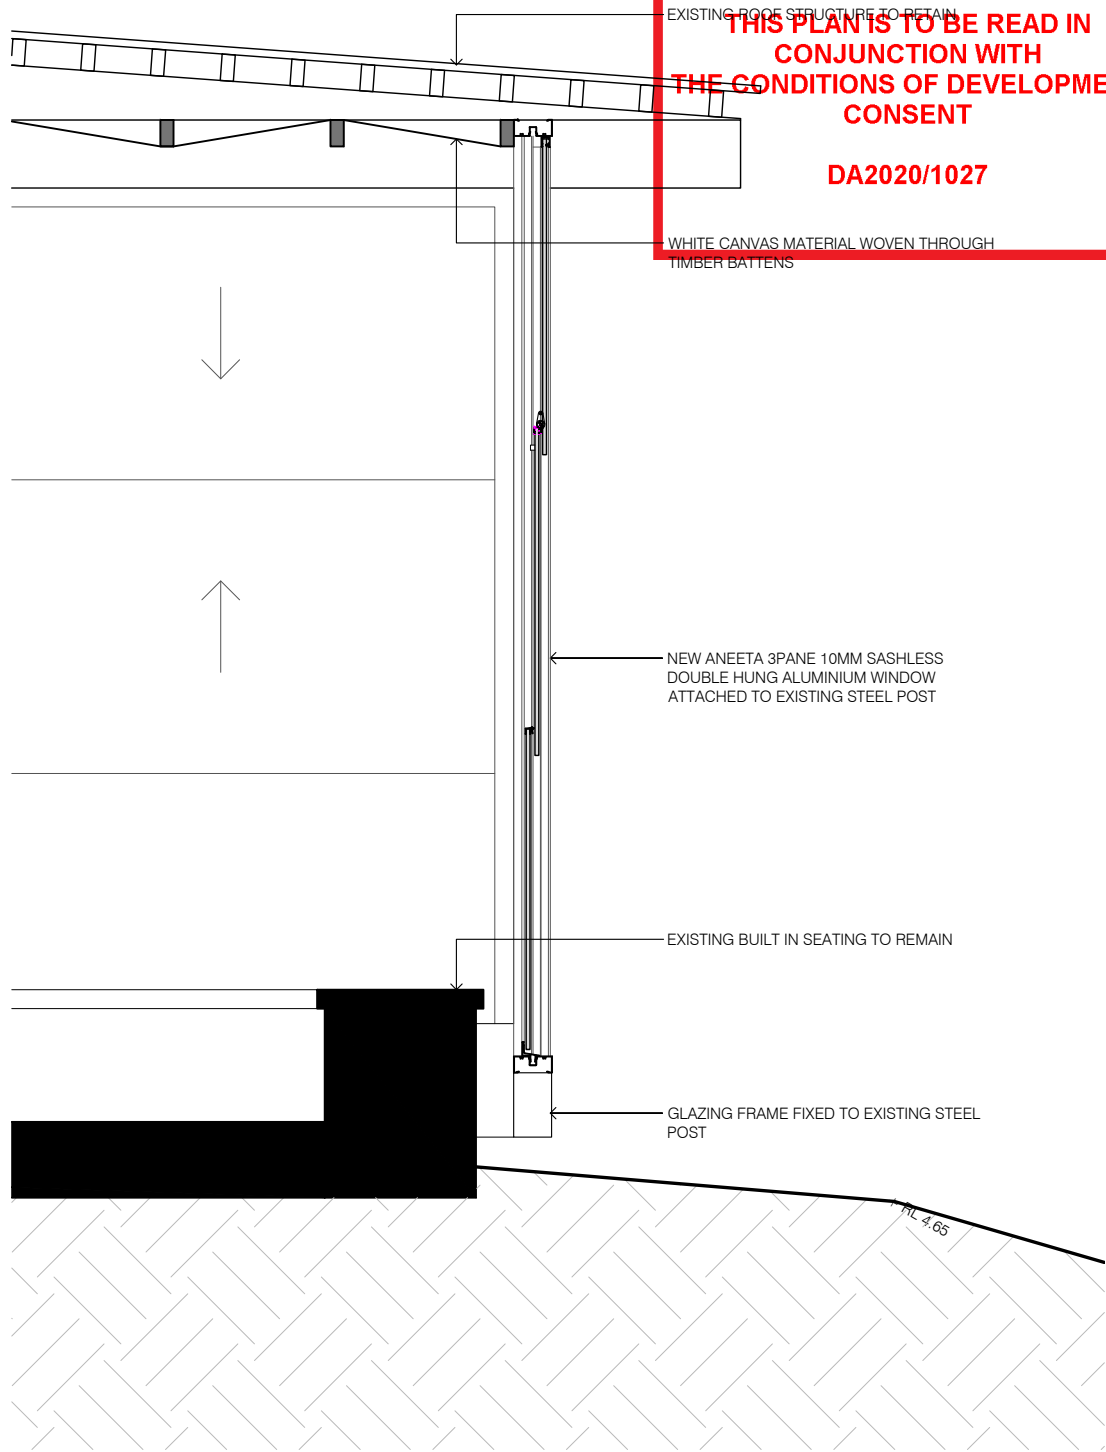 EXISTING ROOF STRUCTURE TO RETAIN
THIS PLAN IS TO BE READ IN
CONJUNCTION WITH
THE CONDITIONS OF DEVELOPME
CONSENT
DA2020/1027
WHITE CANVAS MATERIAL WOVEN THROUGH
TIMBER BATTENS
NEW ANEETA 3PANE 10MM SASHLESS
DOUBLE HUNG ALUMINIUM WINDOW
ATTACHED TO EXISTING STEEL POST
EXISTING BUILT IN SEATING TO REMAIN
GLAZING FRAME FIXED TO EXISTING STEEL
POST
RL 4.65